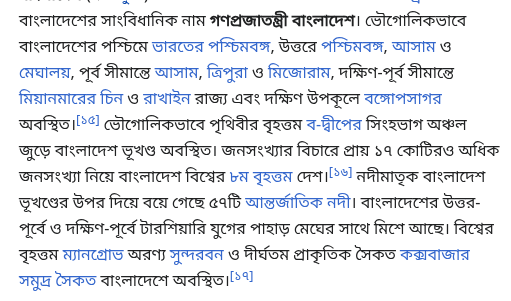 বাংলাদেশের সাংবিধানিক নাম গণপ্রজাতন্ত্রী বাংলাদেশ। ভৌগোলিকভাবে
বাংলাদেশের পশ্চিমে ভারতের পশ্চিমবঙ্গ, উত্তরে পশ্চিমবঙ্গ, আসাম ও
মেঘালয়, পূর্ব সীমান্তে আসাম, ত্রিপুরা ও মিজোরাম, দক্ষিণ-পূর্ব সীমান্তে
মিয়ানমারের চিন ও রাখাইন রাজ্য এবং দক্ষিণ উপকূলে বঙ্গোপসাগর
অবস্থিত।[১৫] ভৌগোলিকভাবে পৃথিবীর বৃহত্তম ব-দ্বীপের সিংহভাগ অঞ্চল
জুড়ে বাংলাদেশ ভূখণ্ড অবস্থিত। জনসংখ্যার বিচারে প্রায় ১৭ কোটিরও অধিক
জনসংখ্যা নিয়ে বাংলাদেশ বিশ্বের ৮ম বৃহত্তম দেশ।[১৬] নদীমাতৃক বাংলাদেশ
ভূখণ্ডের উপর দিয়ে বয়ে গেছে ৫৭টি আন্তর্জাতিক নদী। বাংলাদেশের উত্তর-
পূর্বে ও দক্ষিণ-পূর্বে টারশিয়ারি যুগের পাহাড় মেঘের সাথে মিশে আছে। বিশ্বের
বৃহত্তম ম্যানগ্রোভ অরণ্য সুন্দরবন ও দীর্ঘতম প্রাকৃতিক সৈকত কক্সবাজার
সমুদ্র সৈকত বাংলাদেশে অবস্থিত।[১৭]